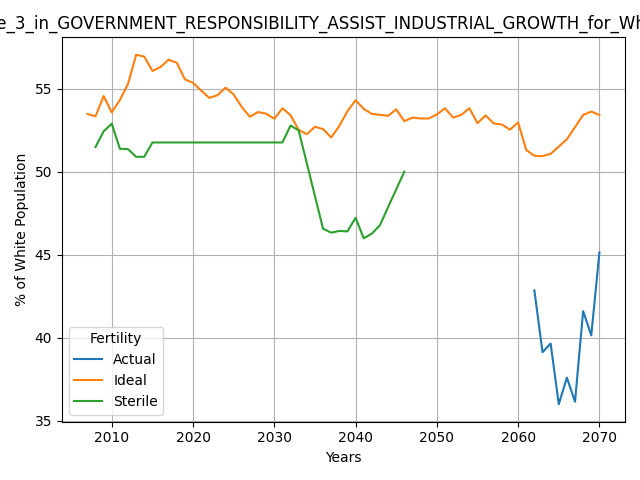 e_3_in_GOVERNMENT_RESPONSIBILITY_ASSIST_INDUSTRIAL_GROWTH_for_Wh
% of White Population
55
50
45
40
35
Fertility
Actual
Ideal
Sterile
2010 2020 2030 2040 2050 2060 2070
Years